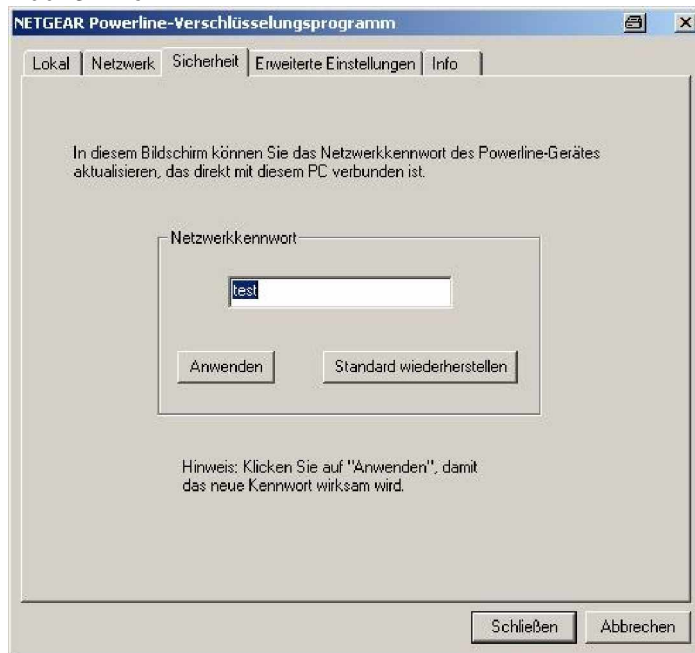 NETGEAR Powerline-Verschlüsselungsprogramm
Lokal Netzwerk Sicherheit Erweiterte Einstellungen Info
In diesem Bildschirm können Sie das Netzwerkkennwort des Powerline-Gerätes
aktualisieren, das direkt mit diesem PC verbunden ist.
Netzwerkkennwort
test
Anwenden Standard wiederherstellen
Hinweis: Klicken Sie auf "Anwenden", damit
das neue Kennwort wirksam wird.
Schließen Abbrechen